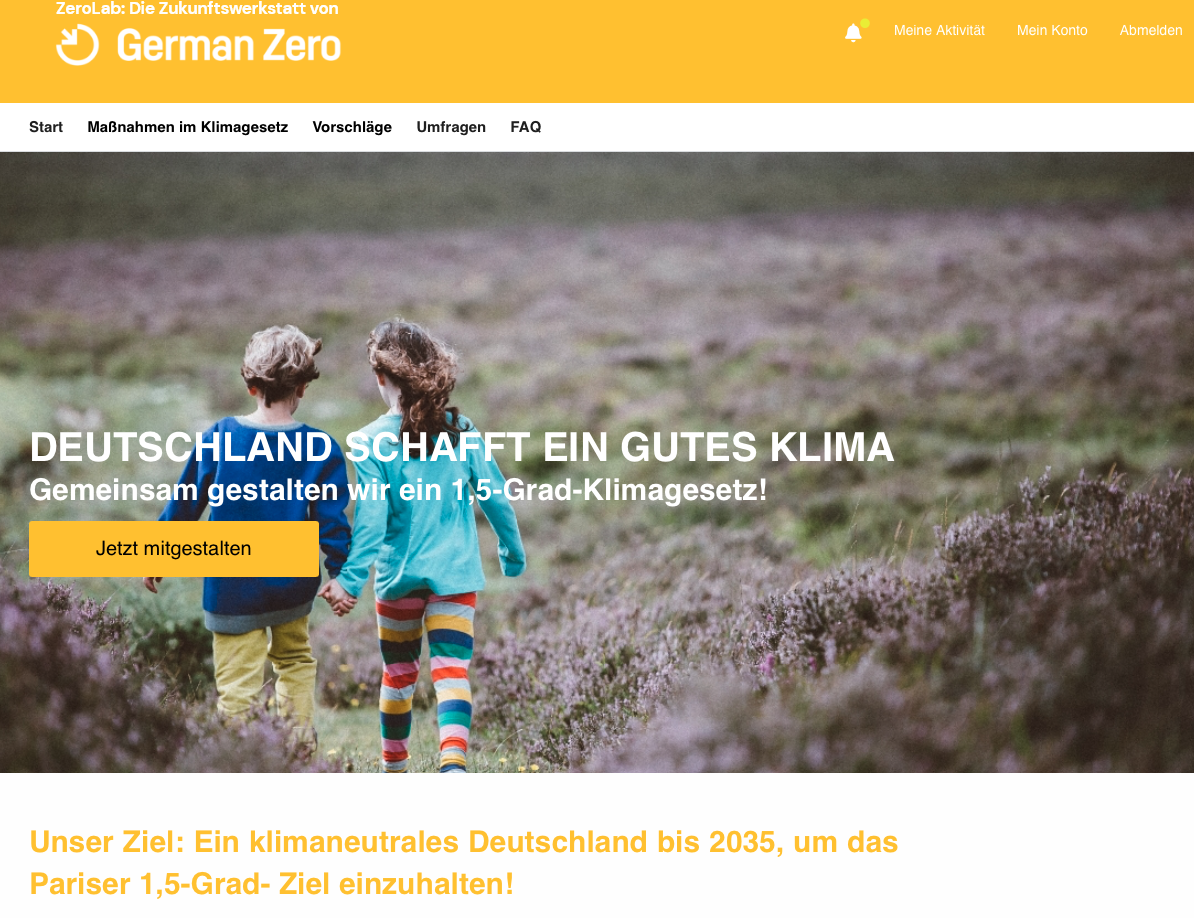 ZeroLab: Die Zukunftswerkstatt von
German Zero
Meine Aktivität Mein Konto Abmelden
Start Maßnahmen im Klimagesetz Vorschläge Umfragen FAQ
DEUTSCHLAND SCHAFFT EIN GUTES KLIMA
Gemeinsam gestalten wir ein 1,5-Grad-Klimagesetz!
Jetzt mitgestalten
Unser Ziel: Ein klimaneutrales Deutschland bis 2035, um das
Pariser 1,5-Grad- Ziel einzuhalten!